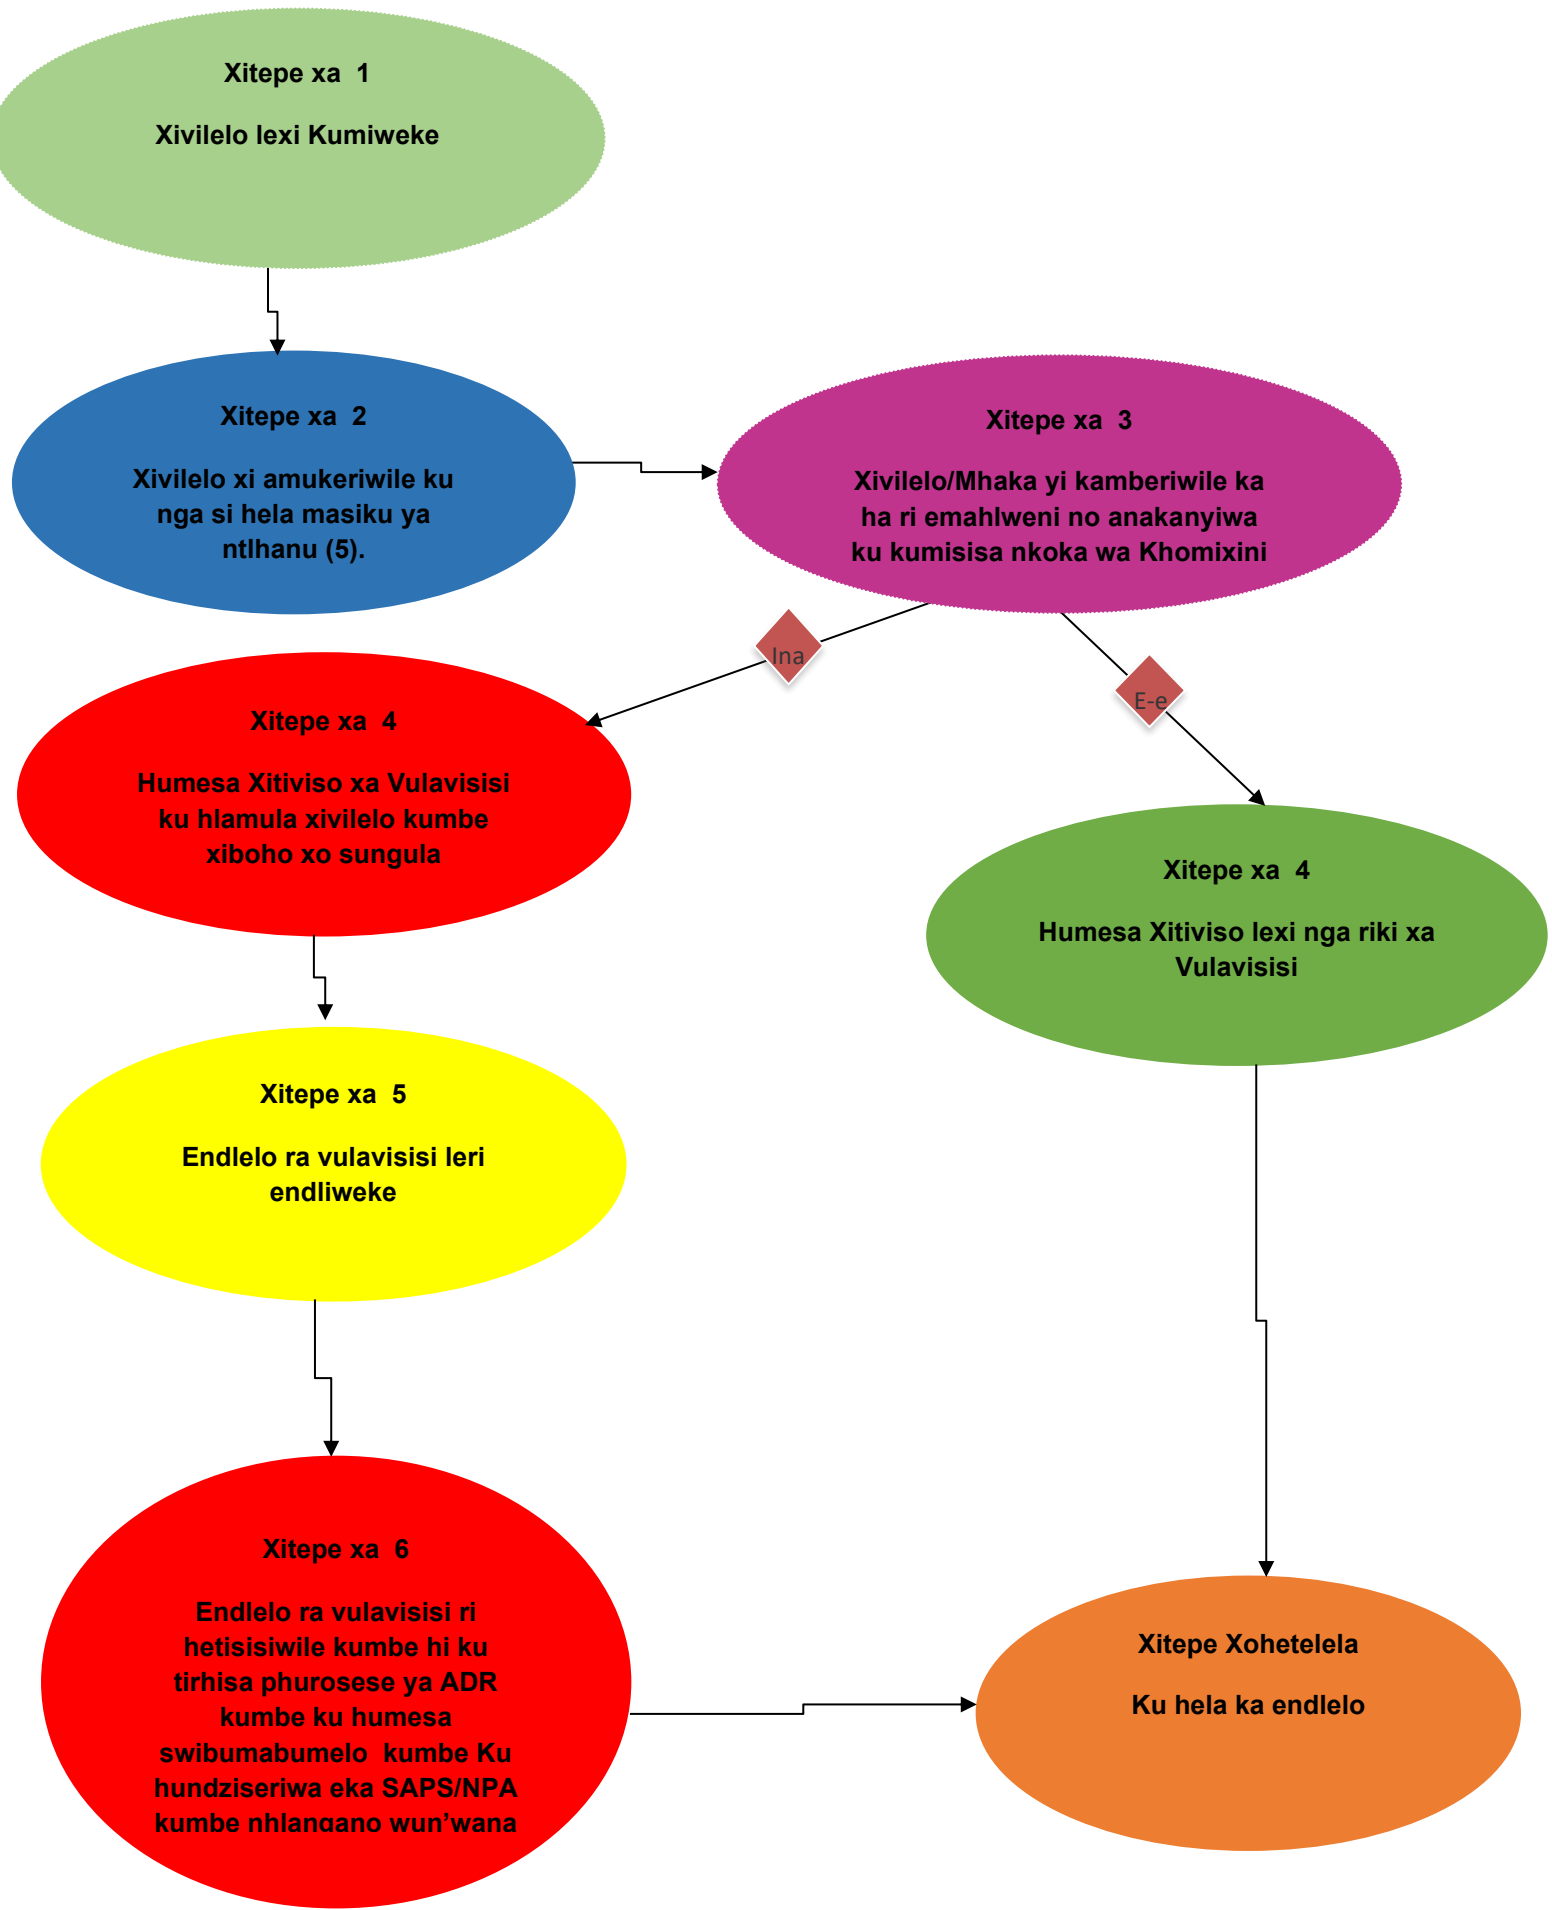 Xitepe xa 1
Xivilelo lexi Kumiweke
Xitepe xa 2
Xivilelo xi amukeriwile ku
nga si hela masiku ya
ntlhanu (5).
Xitepe xa 3
Xivilelo/Mhaka yi kamberiwile ka
ha ri emahlweni no anakanyiwa
ku kumisisa nkoka wa Khomixini
Ina
E-e
Xitepe xa 4
Humesa Xitiviso xa Vulavisisi
ku hlamula xivilelo kumbe
xiboho xo sungula
Xitepe xa 4
Humesa Xitiviso lexi nga riki xa
Vulavisisi
Xitepe xa 5
Endlelo ra vulavisisi leri
endliweke
Xitepe xa 6
Endlelo ra vulavisisi ri
hetisisiwile kumbe hi ku
tirhisa phurosese ya ADR
kumbe ku humesa
swibumabumelo kumbe Ku
hundziseriwa eka SAPS/NPA
kumbe nhlangano wun'wana
Xitepe Xohetelela
Ku hela ka endlelo